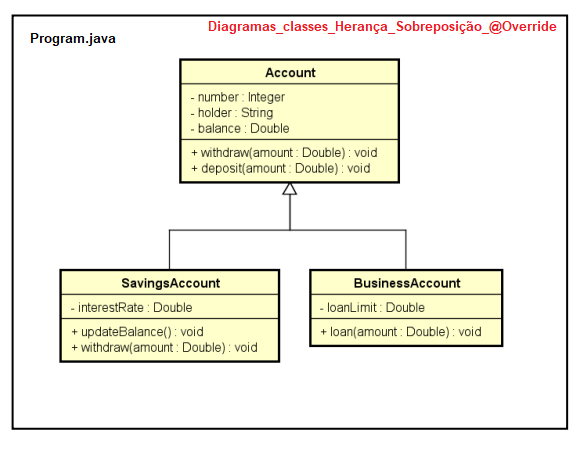 Diagramas_classes_Herança_Sobreposição_@Override
Program.java
Account
- number : Integer
- holder : String
- balance : Double
+ withdraw(amount : Double) : void
+ deposit(amount : Double) : void
SavingsAccount
- interestRate : Double
+ updateBalance() : void
+ withdraw(amount : Double) : void
BusinessAccount
- loanLimit : Double
+ loan(amount : Double) : void